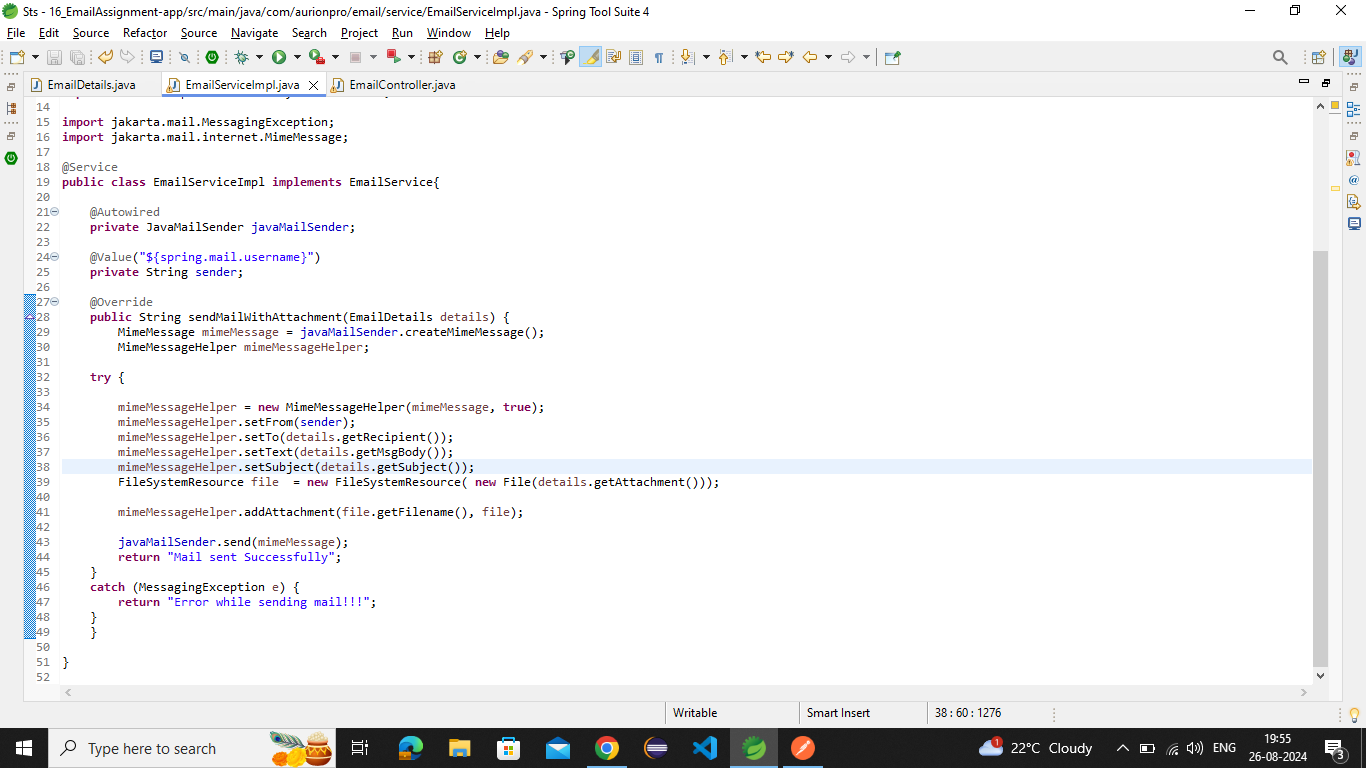 Sts - 16_EmailAssignment-app/src/main/java/com/aurionpro/email/service/EmailServiceImpl.java - Spring Tool Suite 4
File Edit Source Refactor Source Navigate Search Project Run Window Help
EmailDetails.java EmailServiceImpl.java EmailController.java
14
15 import jakarta.mail.MessagingException;
16 import jakarta.mail.internet.MimeMessage;
17
18 @Service
19 public class EmailServiceImpl implements EmailService{
20
21 @Autowired
22 private JavaMailSender javaMailSender;
23
24 @Value("${spring.mail.username}")
25 private String sender;
26
27 @Override
28 public String sendMailWithAttachment(EmailDetails details) {
29 MimeMessage mimeMessage = javaMailSender.createMimeMessage();
30 MimeMessageHelper mimeMessageHelper;
31
32 try {
33
34 mimeMessageHelper = new MimeMessageHelper(mimeMessage, true);
35 mimeMessageHelper.setFrom(sender);
36 mimeMessageHelper.setTo(details.getRecipient());
37 mimeMessageHelper.setText(details.getMsgBody());
38 mimeMessageHelper.setSubject(details.getSubject());
39 FileSystemResource file  = new FileSystemResource( new File(details.getAttachment()));
40
41 mimeMessageHelper.addAttachment(file.getFilename(), file);
42
43 javaMailSender.send(mimeMessage);
44 return "Mail sent Successfully";
45 }
46 catch (MessagingException e) {
47 return "Error while sending mail!!!";
48 }
49 }
50
51 }
52
Writable Smart Insert 38 : 60 : 1276
Type here to search 1 22°C Cloudy ENG 19:55
26-08-2024 3